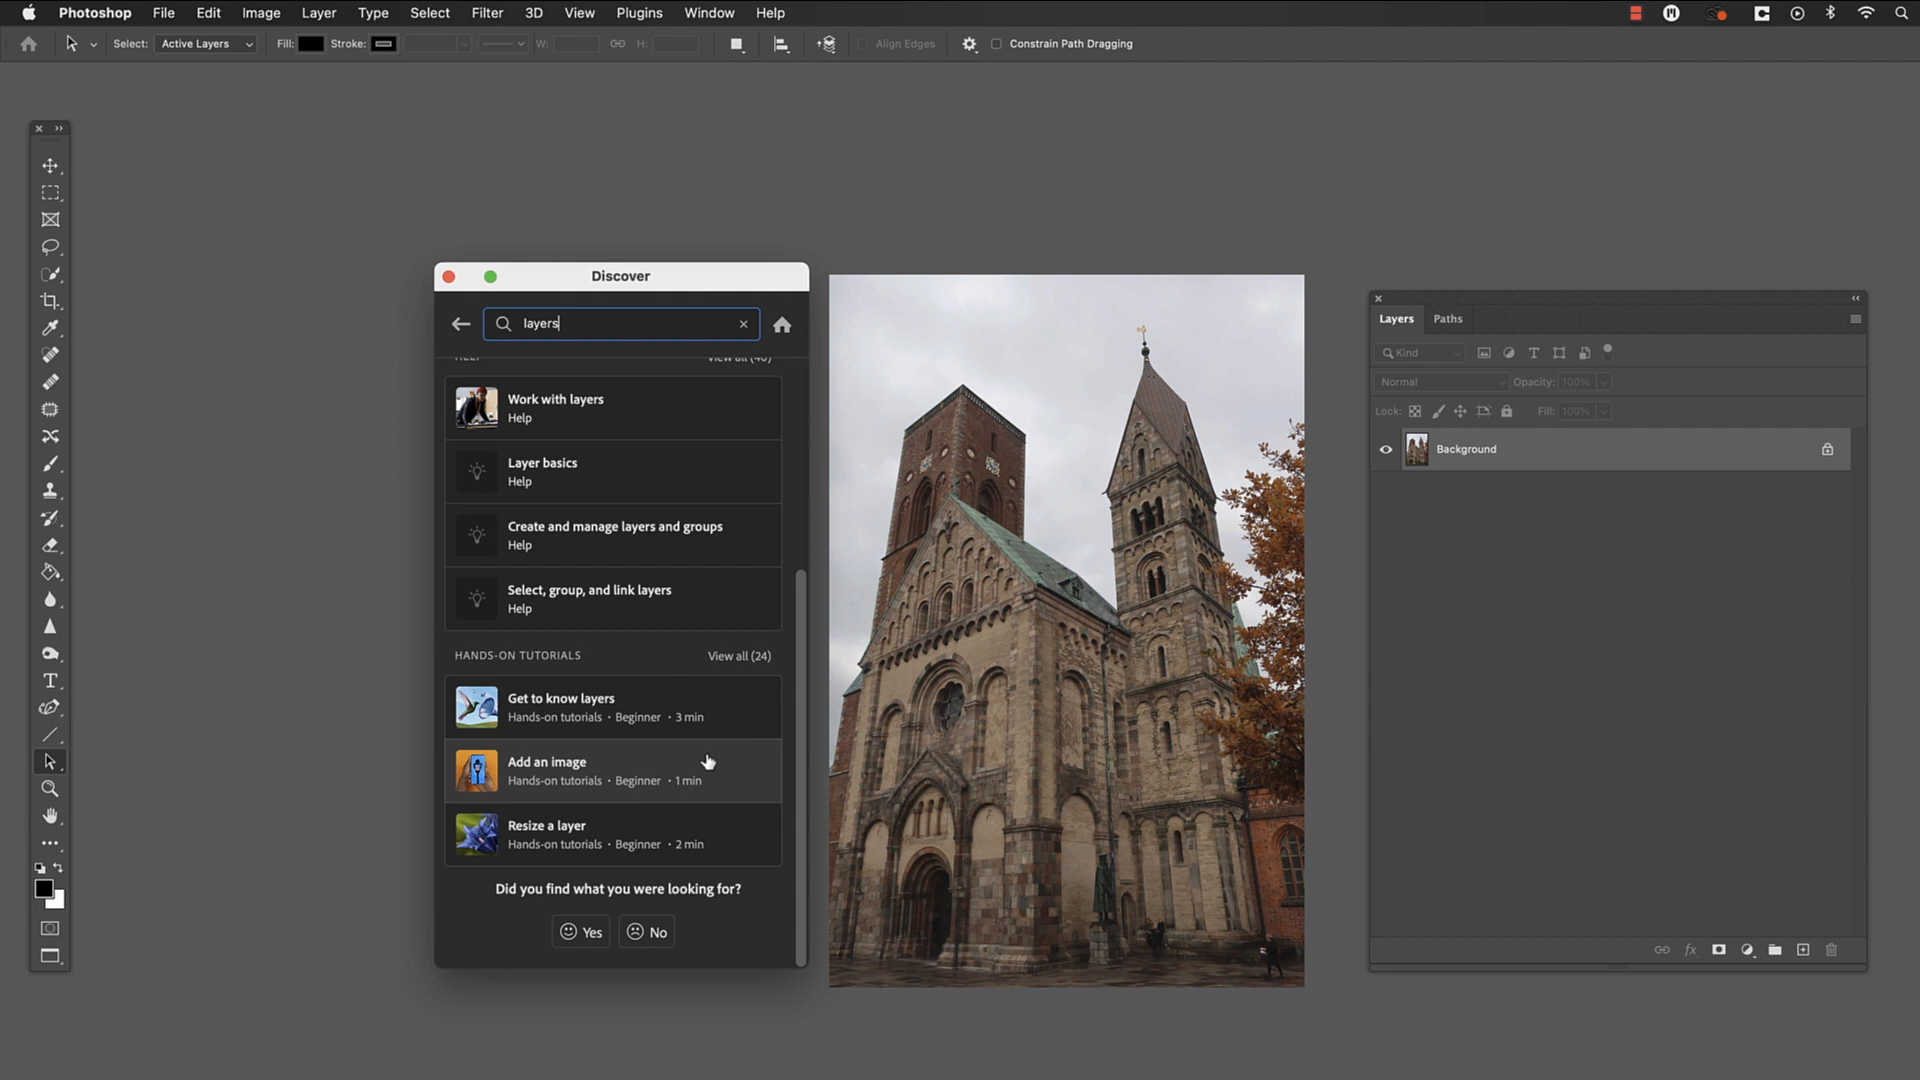 Photoshop File Edit Image Layer Type Select Filter 3D View Plugins Window Help
Select: Active Layers Fill: Stroke: W: H: Align Edges Constrain Path Dragging
Discover
layers
HELP View all (40)
Work with layers
Help
Layer basics
Help
Create and manage layers and groups
Help
Select, group, and link layers
Help
HANDS-ON TUTORIALS View all (24)
Get to know layers
Hands-on tutorials • Beginner • 3 min
Add an image
Hands-on tutorials • Beginner • 1 min
Resize a layer
Hands-on tutorials • Beginner • 2 min
Did you find what you were looking for?
Yes No
Layers Paths
Kind
Normal Opacity: 100%
Lock: Fill: 100%
Background
fx